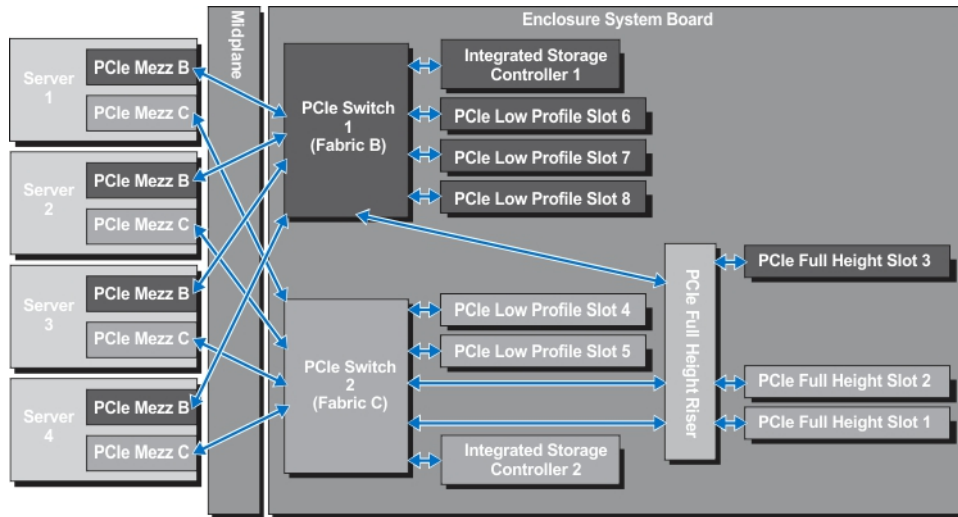 Enclosure System Board
Midplane
Server
1
PCIe Mezz B
PCIe Mezz C
Server
2
PCIe Mezz B
PCIe Mezz C
Server
3
PCIe Mezz B
PCIe Mezz C
Server
4
PCIe Mezz B
PCIe Mezz C
PCIe Switch
1
(Fabric B)
Integrated Storage
Controller 1
PCIe Low Profile Slot 6
PCIe Low Profile Slot 7
PCIe Low Profile Slot 8
PCIe Switch
2
(Fabric C)
PCIe Low Profile Slot 4
PCIe Low Profile Slot 5
Integrated Storage
Controller 2
PCIe Full Height Riser
PCIe Full Height Slot 3
PCIe Full Height Slot 2
PCIe Full Height Slot 1